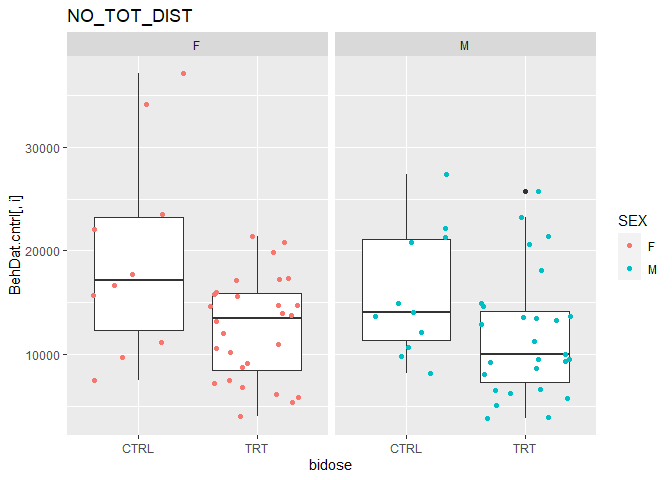 NO_TOT_DIST
F
M
BehDat.cntrl[, i]
30000
20000
10000
CTRL
TRT
CTRL
TRT
bidose
SEX
F
M